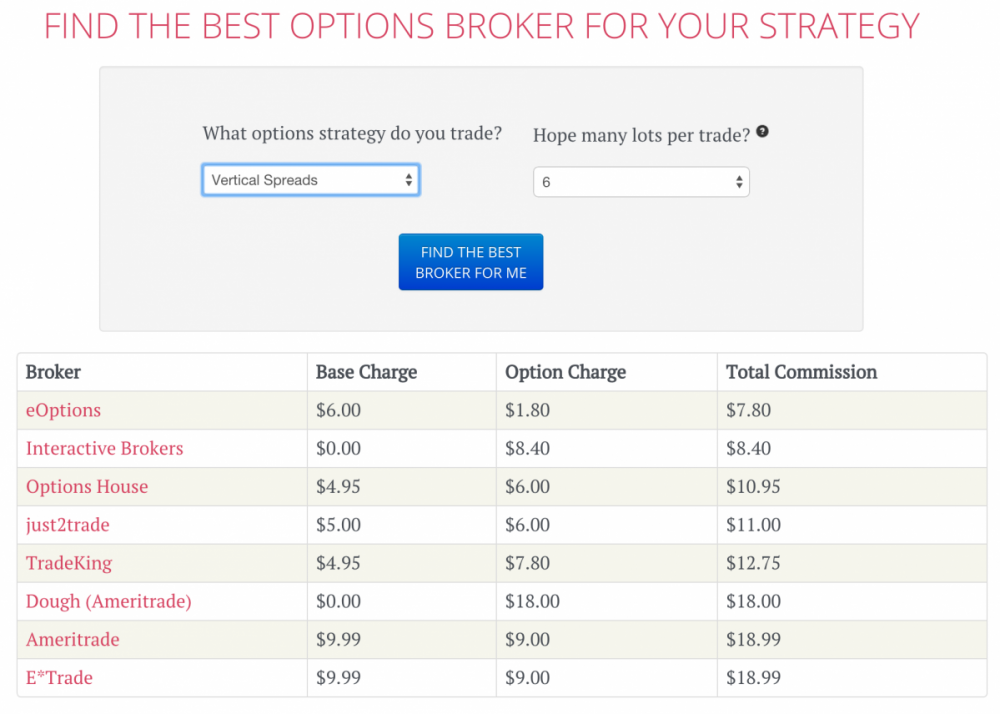 FIND THE BEST OPTIONS BROKER FOR YOUR STRATEGY
What options strategy do you trade?
Hope many lots per trade? ?
Vertical Spreads
6
FIND THE BEST
BROKER FOR ME
Broker Base Charge Option Charge Total Commission
eOptions $6.00 $1.80 $7.80
Interactive Brokers $0.00 $8.40 $8.40
Options House $4.95 $6.00 $10.95
just2trade $5.00 $6.00 $11.00
TradeKing $4.95 $7.80 $12.75
Dough (Ameritrade) $0.00 $18.00 $18.00
Ameritrade $9.99 $9.00 $18.99
E*Trade $9.99 $9.00 $18.99